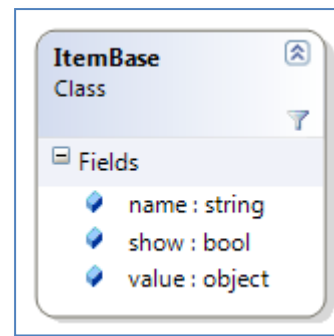 ItemBase
Class
Fields
name : string
show : bool
value : object